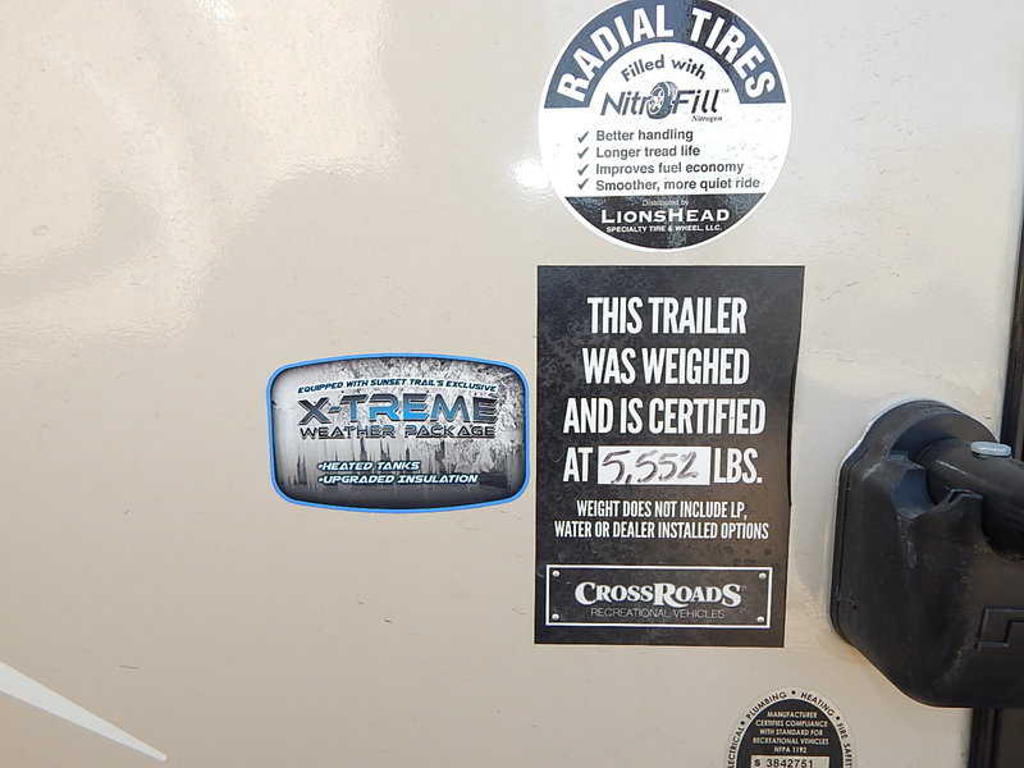 RADIAL TIRES
Filled with
NitroFill™
Nitrogen
✓ Better handling
✓ Longer tread life
✓ Improves fuel economy
✓ Smoother, more quiet ride
Distributed by
LIONSHEAD
SPECIALTY TIRE & WHEEL, LLC.
EQUIPPED WITH SUNSET TRAIL'S EXCLUSIVE
X-TREME
WEATHER PACKAGE
•HEATED TANKS
•UPGRADED INSULATION
THIS TRAILER
WAS WEIGHED
AND IS CERTIFIED
AT 5,552 LBS.
WEIGHT DOES NOT INCLUDE LP,
WATER OR DEALER INSTALLED OPTIONS
CROSSROADS
RECREATIONAL VEHICLES
PLUMBING • HEATING • FIRE-SAFETY
MANUFACTURER
CERTIFIES COMPLIANCE
WITH STANDARD FOR
RECREATIONAL VEHICLES
NFPA 1192
S 3842751